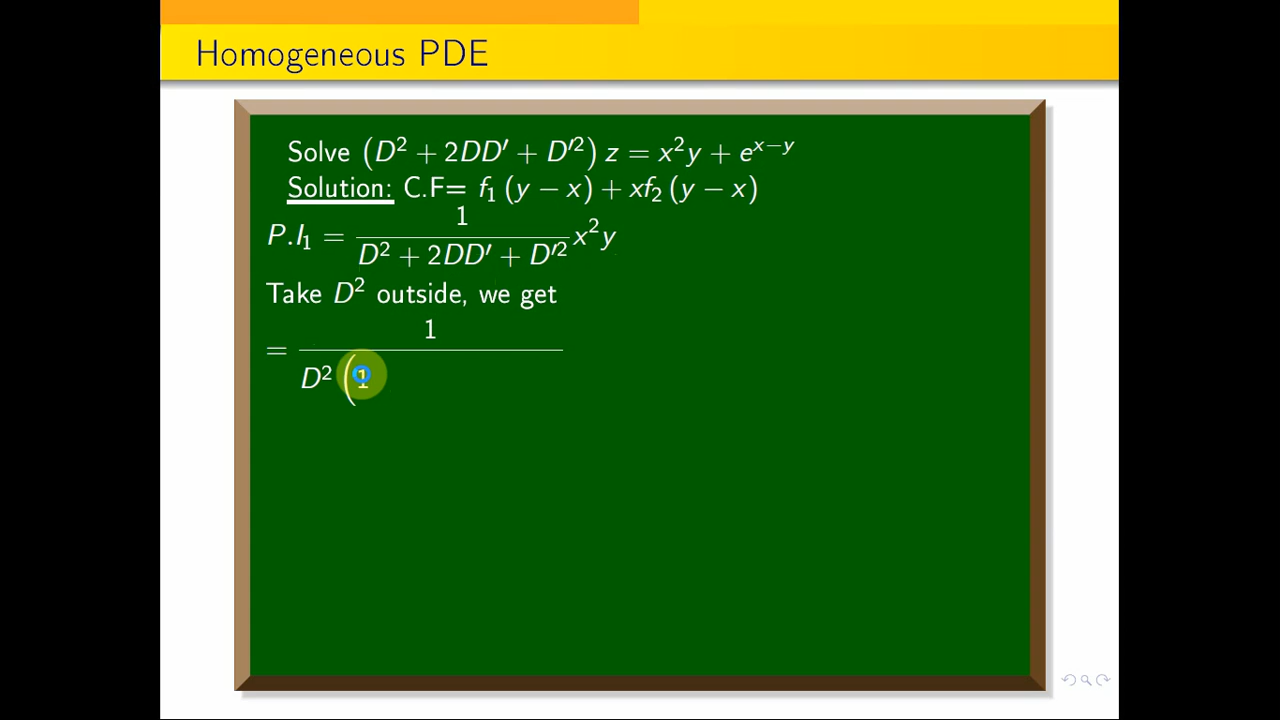 Homogeneous PDE
Solve (D² + 2DD′ + D′²) z = x²y + e^{x−y}
Solution: C.F= f₁ (y − x) + xf₂ (y − x)
P.I₁ = 1 / (D² + 2DD′ + D′²) x²y
Take D² outside, we get
= 1 / D² (1